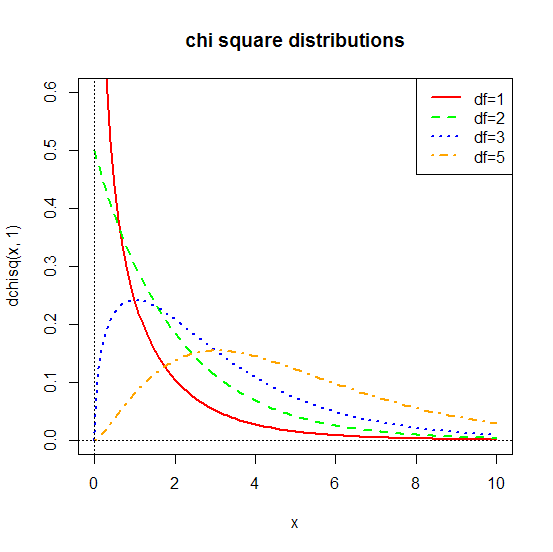 chi square distributions
df=1
df=2
df=3
df=5
dchisq(x, 1)
0.6
0.5
0.4
0.3
0.2
0.1
0.0
0 2 4 6 8 10
x